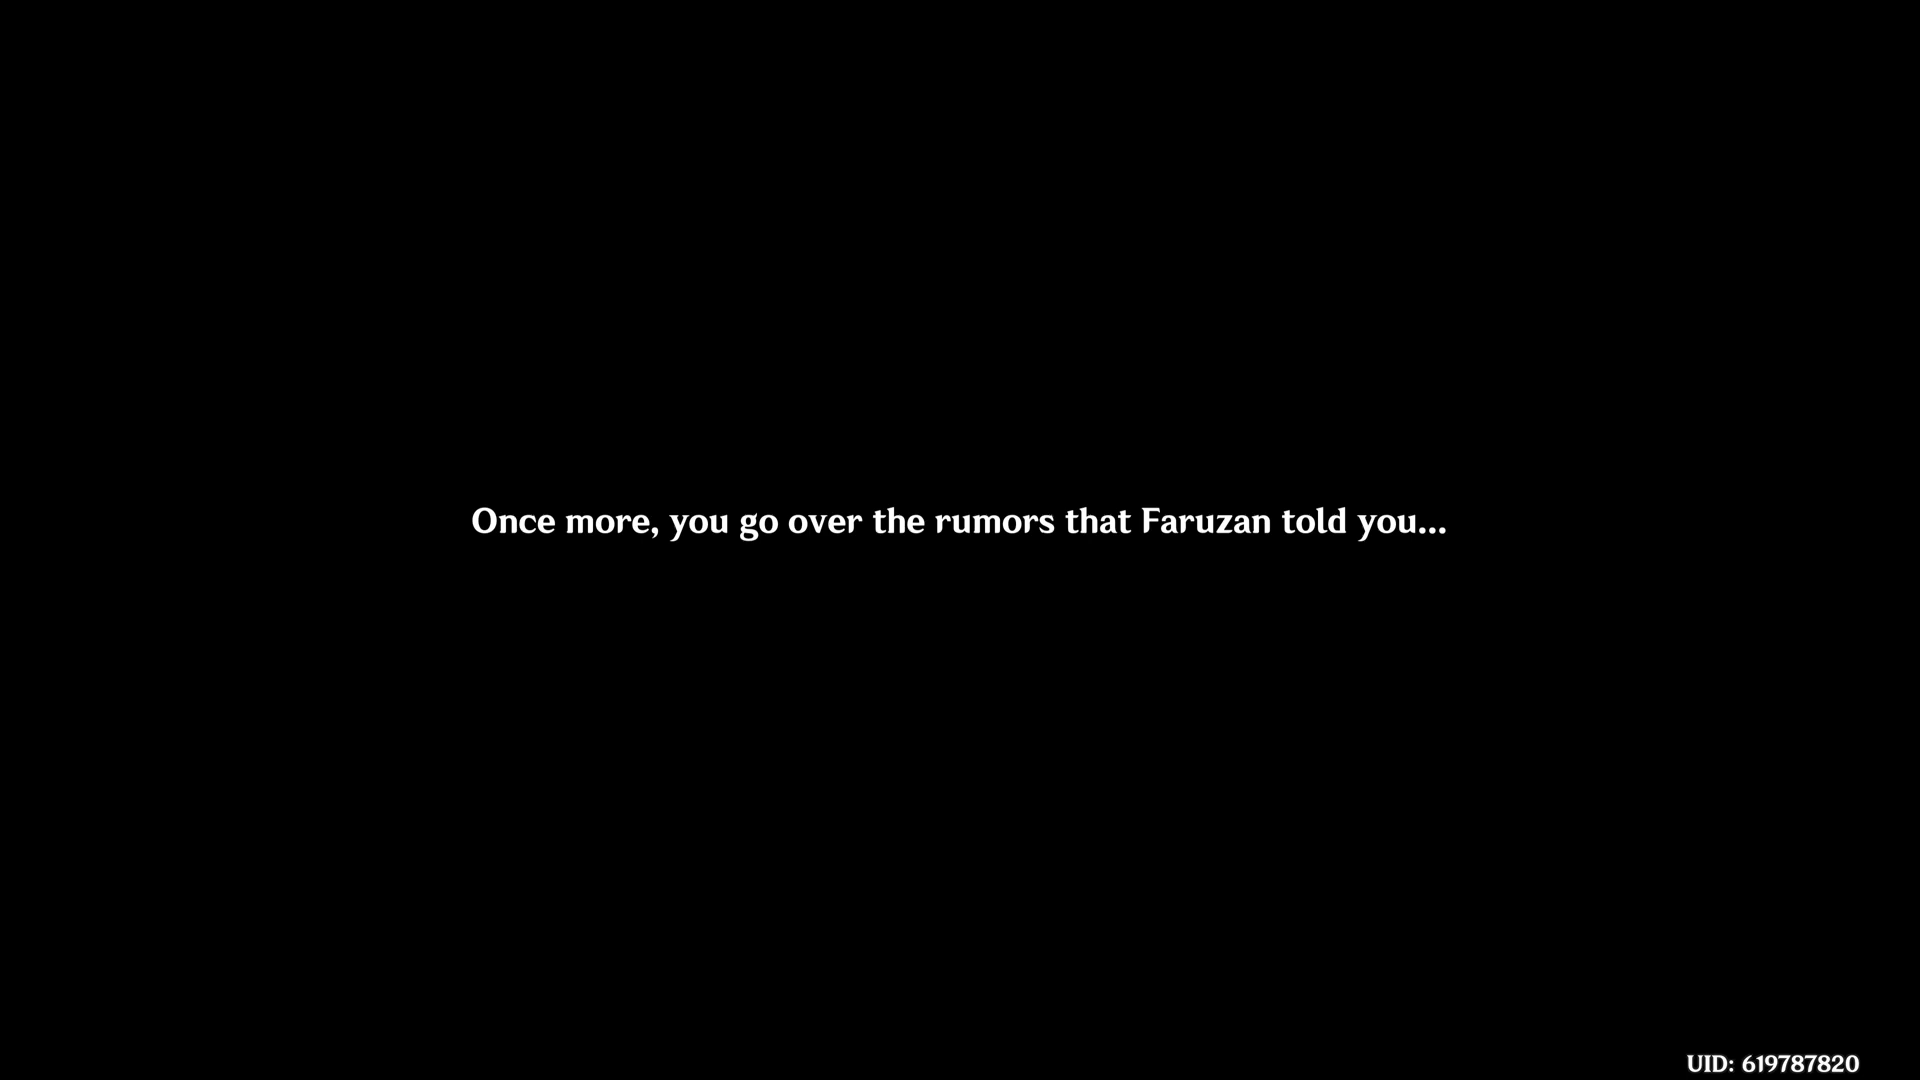 Once more, you go over the rumors that Faruzan told you...
UID: 619787820